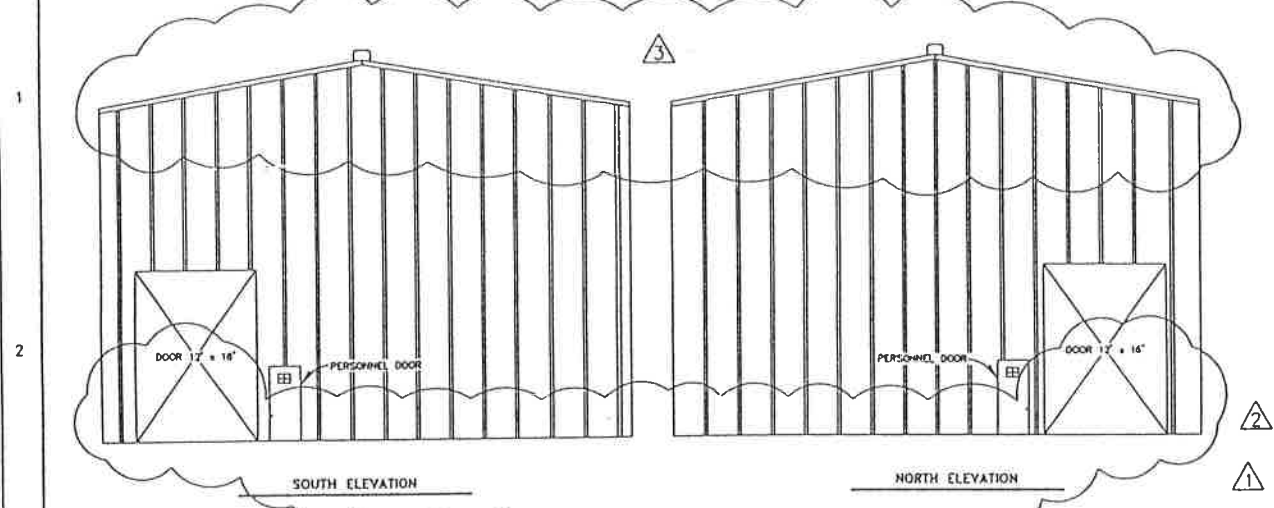 3
1
2
DOOR 12' x 16'
PERSONNEL DOOR
PERSONNEL DOOR
DOOR 12' x 16'
2
SOUTH ELEVATION
NORTH ELEVATION
1